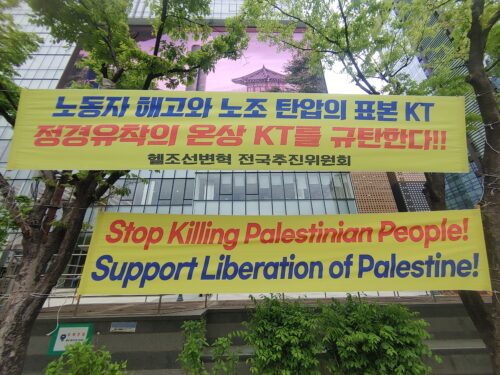 노동자 해고와 노조 탄압의 표본 KT
정경유착의 온상 KT를 규탄한다!!
헬조선변혁 전국추진위원회
Stop Killing Palestinian People!
Support Liberation of Palestine!